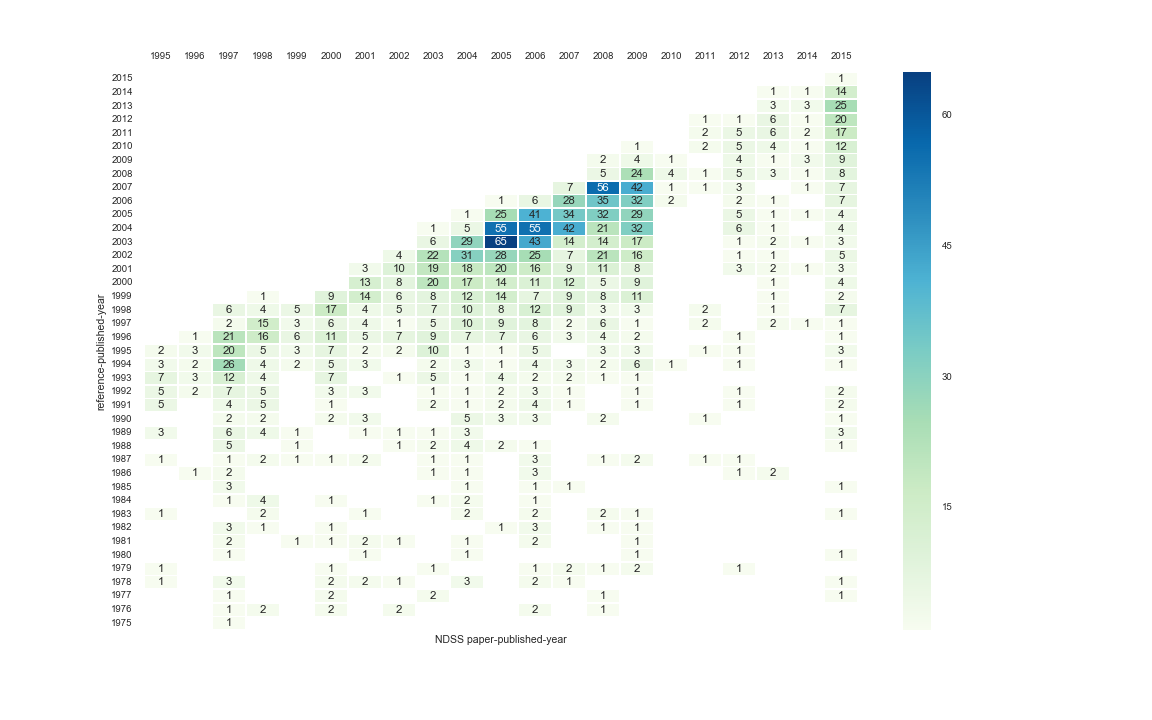 1995 1996 1997 1998 1999 2000 2001 2002 2003 2004 2005 2006 2007 2008 2009 2010 2011 2012 2013 2014 2015
2015 1
2014 1 1 14
2013 3 3 25
2012 1 1 6 1 20
2011 2 5 6 2 17
2010 1 2 5 4 1 12
2009 2 4 1 4 1 3 9
2008 5 24 4 1 5 3 1 8
2007 7 56 42 1 1 3 1 7
2006 1 6 28 35 32 2 2 1 7
2005 1 25 41 34 32 29 5 1 1 4
2004 1 5 55 55 42 21 32 6 1 4
2003 6 29 65 43 14 14 17 1 2 1 3
2002 4 22 31 28 25 7 21 16 1 1 5
2001 3 10 19 18 20 16 9 11 8 3 2 1 3
2000 13 8 20 17 14 11 12 5 9 1 4
1999 1 9 14 6 8 12 14 7 9 8 11 1 2
1998 6 4 5 17 4 5 7 10 8 12 9 3 3 2 1 7
1997 2 15 3 6 4 1 5 10 9 8 2 6 1 2 2 1 1
1996 1 21 16 6 11 5 7 9 7 7 6 3 4 2 1 1
1995 2 3 20 5 3 7 2 2 10 1 1 5 3 3 1 1 3
1994 3 2 26 4 2 5 3 2 3 1 4 3 2 6 1 1 1
1993 7 3 12 4 7 1 5 1 4 2 2 1 1
1992 5 2 7 5 3 3 1 1 2 3 1 1 1 2
1991 5 4 5 1 2 1 2 4 1 1 1 2
1990 2 2 2 3 5 3 3 2 1 1
1989 3 6 4 1 1 1 1 3 3
1988 5 1 1 2 4 2 1 1
1987 1 1 2 1 1 2 1 1 3 1 2 1 1
1986 1 2 1 1 3 1 2
1985 3 1 1 1 1
1984 1 4 1 1 2 1
1983 1 2 1 2 2 2 1 1
1982 3 1 1 1 3 1 1
1981 2 1 1 2 1 1 2 1
1980 1 1 1 1 1
1979 1 1 1 1 2 1 2 1
1978 1 3 2 2 1 3 2 1 1
1977 1 2 2 1 1
1976 1 2 2 2 2 1
1975 1
reference-published-year
NDSS paper-published-year
60
45
30
15